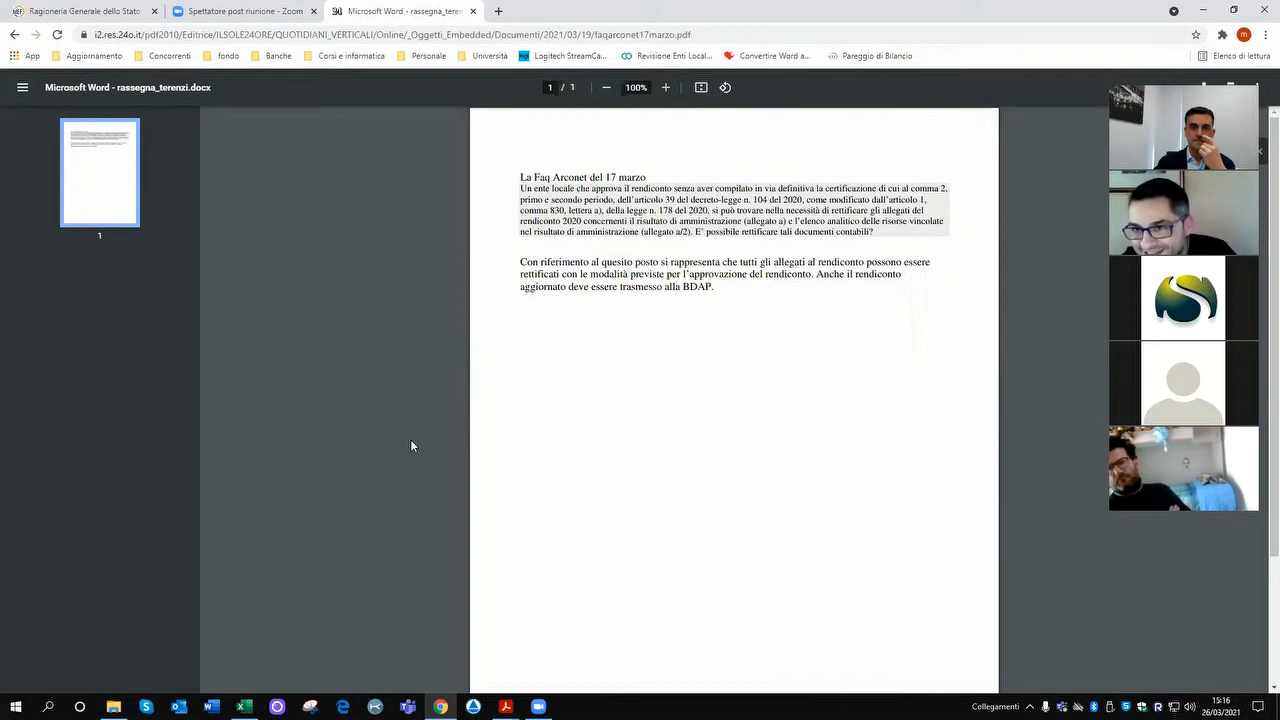 Ragioneria Generale dello Stato
Spettatore post riunione - Zoom
Microsoft Word - rassegna_teren
i2.res.24o.it/pdf2010/Editrice/ILSOLE24ORE/QUOTIDIANI_VERTICALI/Online/_Oggetti_Embedded/Documenti/2021/03/19/faqarconet17marzo.pdf
m
App
Aggiornamento
Concorrenti
fondo
Banche
Corsi e informatica
Personale
Università
Logitech StreamCa...
Revisione Enti Local...
Convertire Word a...
Pareggio di Bilancio
Elenco di lettura
Microsoft Word - rassegna_terenzi.docx
1 / 1
100%
La Faq Arconet del 17 marzo
Un ente locale che approva il rendiconto senza aver compilato in via definitiva la certificazione di cui al comma 2,
primo e secondo periodo, dell'articolo 39 del decreto-legge n. 104 del 2020, come modificato dall'articolo 1,
comma 830, lettera a), della legge n. 178 del 2020, si può trovare nella necessità di rettificare gli allegati del
rendiconto 2020 concernenti il risultato di amministrazione (allegato a) e l'elenco analitico delle risorse vincolate
nel risultato di amministrazione (allegato a/2). E' possibile rettificare tali documenti contabili?
Con riferimento al quesito posto si rappresenta che tutti gli allegati al rendiconto possono essere
rettificati con le modalità previste per l'approvazione del rendiconto. Anche il rendiconto
aggiornato deve essere trasmesso alla BDAP.
1
Collegamenti
15:16
26/03/2021